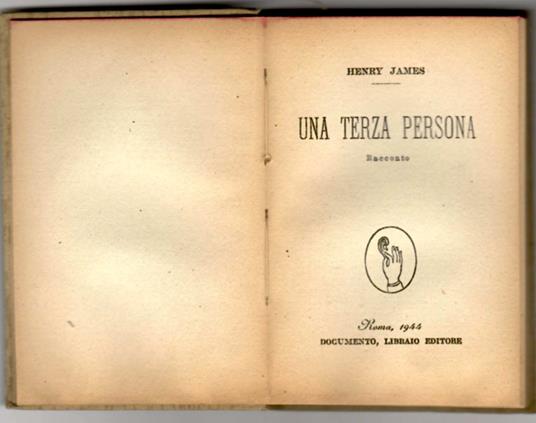 HENRY JAMES
UNA TERZA PERSONA
Racconto
Roma, 1944
DOCUMENTO, LIBRAIO EDITORE